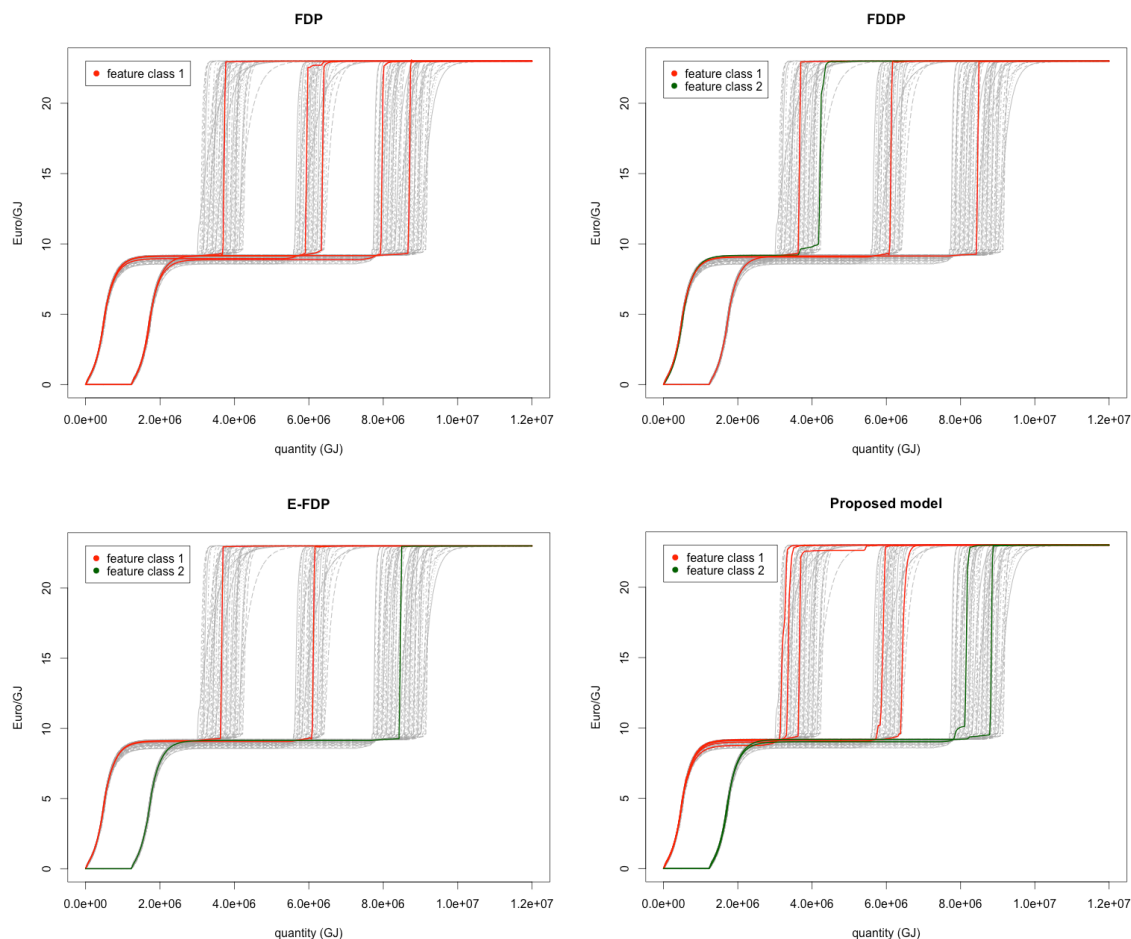 FDP
feature class 1
Euro/GJ
20
15
10
5
0
0.0e+00 2.0e+06 4.0e+06 6.0e+06 8.0e+06 1.0e+07 1.2e+07
quantity (GJ)
FDDP
feature class 1
feature class 2
Euro/GJ
20
15
10
5
0
0.0e+00 2.0e+06 4.0e+06 6.0e+06 8.0e+06 1.0e+07 1.2e+07
quantity (GJ)
E-FDP
feature class 1
feature class 2
Euro/GJ
20
15
10
5
0
0.0e+00 2.0e+06 4.0e+06 6.0e+06 8.0e+06 1.0e+07 1.2e+07
quantity (GJ)
Proposed model
feature class 1
feature class 2
Euro/GJ
20
15
10
5
0
0.0e+00 2.0e+06 4.0e+06 6.0e+06 8.0e+06 1.0e+07 1.2e+07
quantity (GJ)